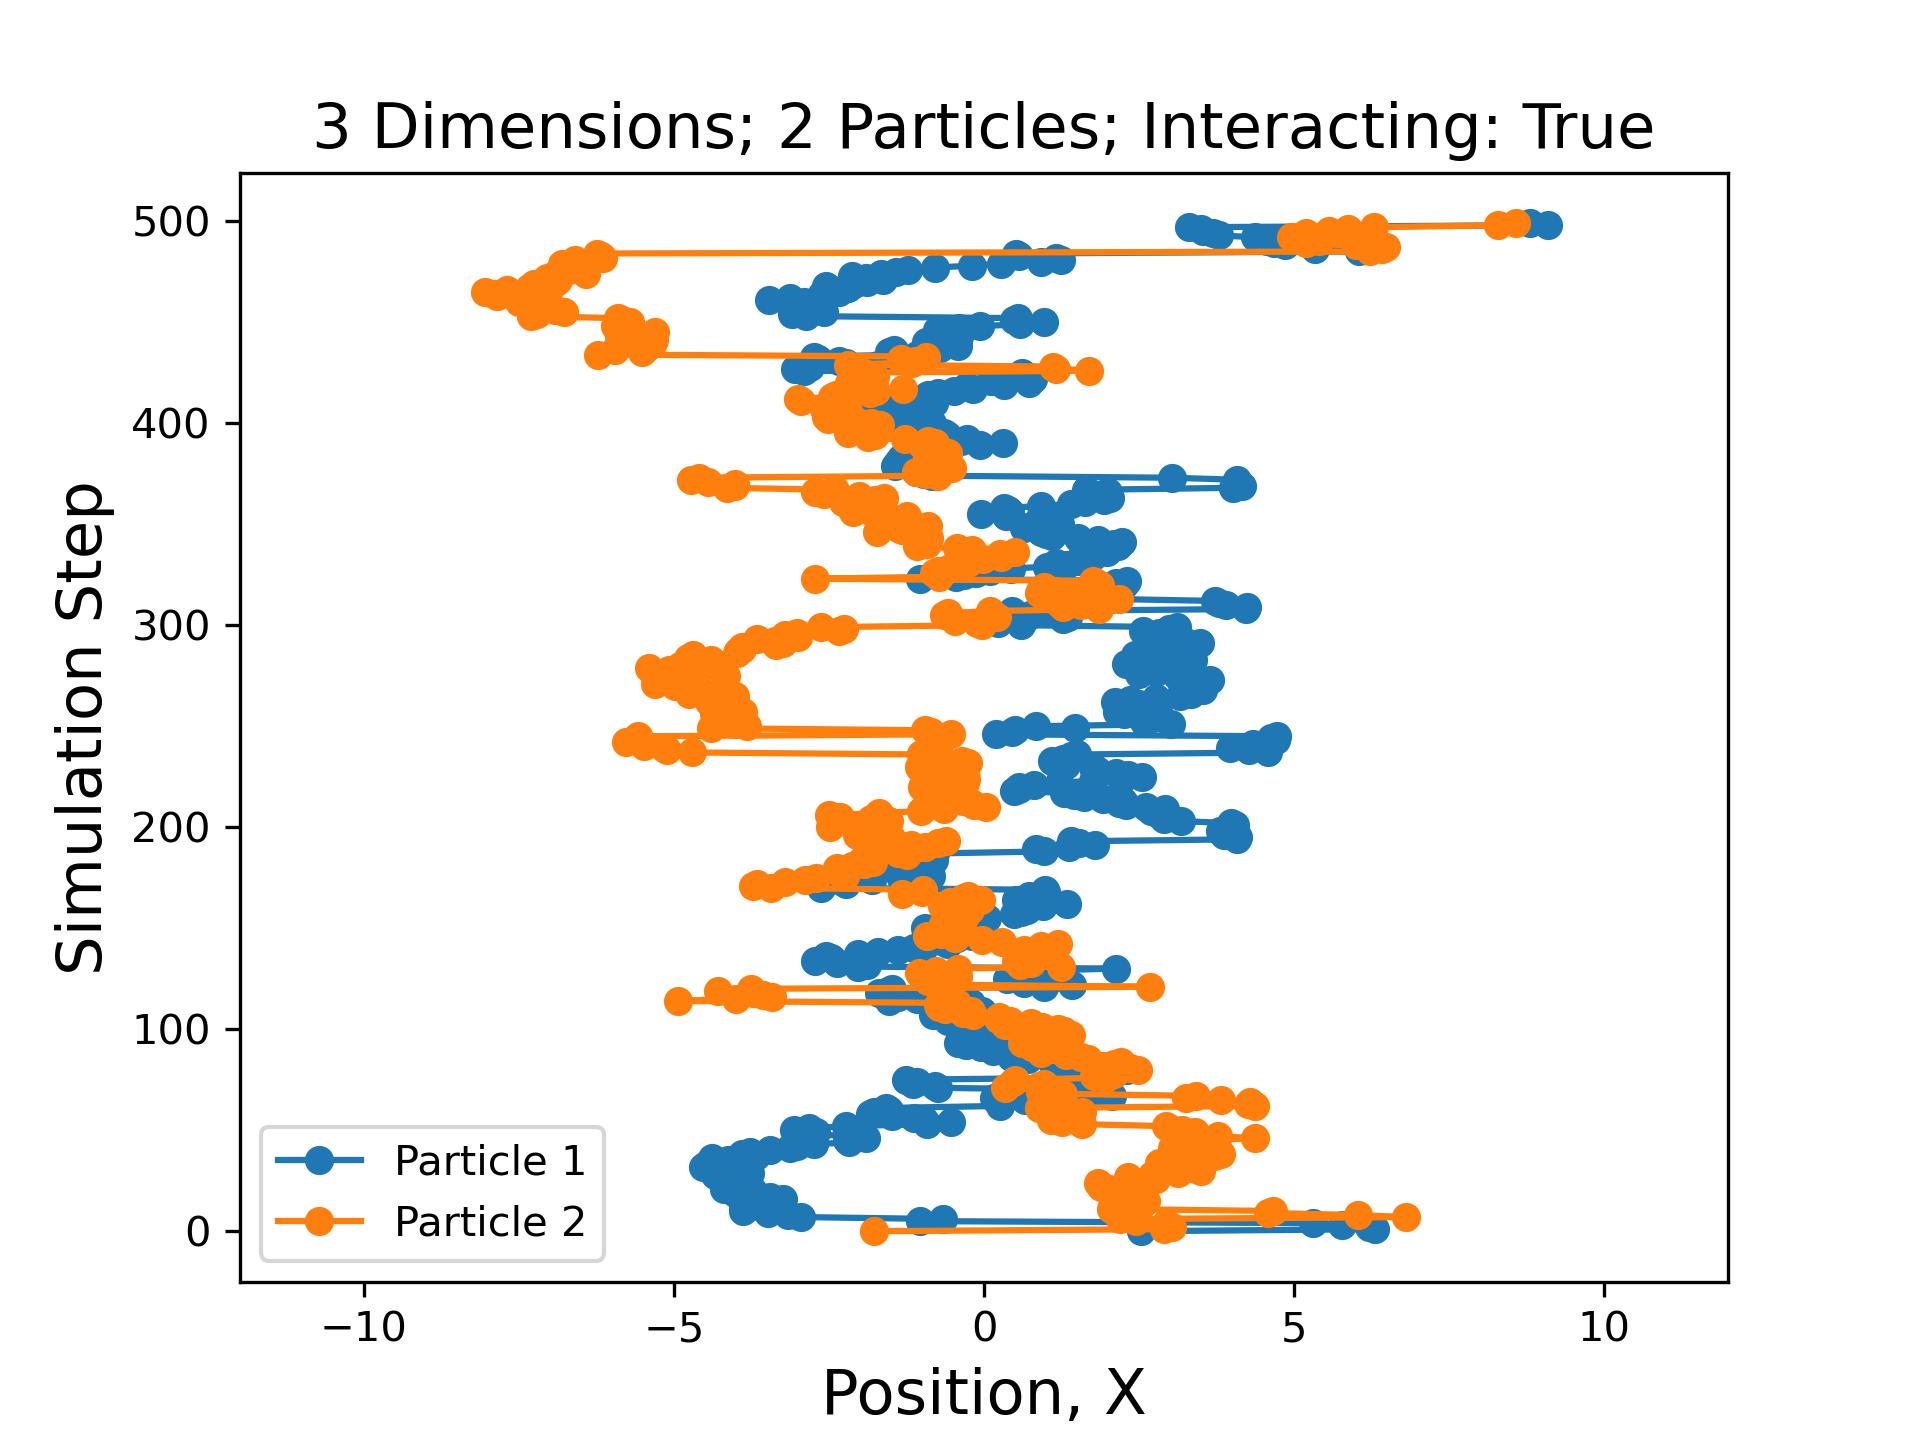 3 Dimensions; 2 Particles; Interacting: True
500
400
300
200
100
0
Simulation Step
Particle 1
Particle 2
−10
−5
0
5
10
Position, X